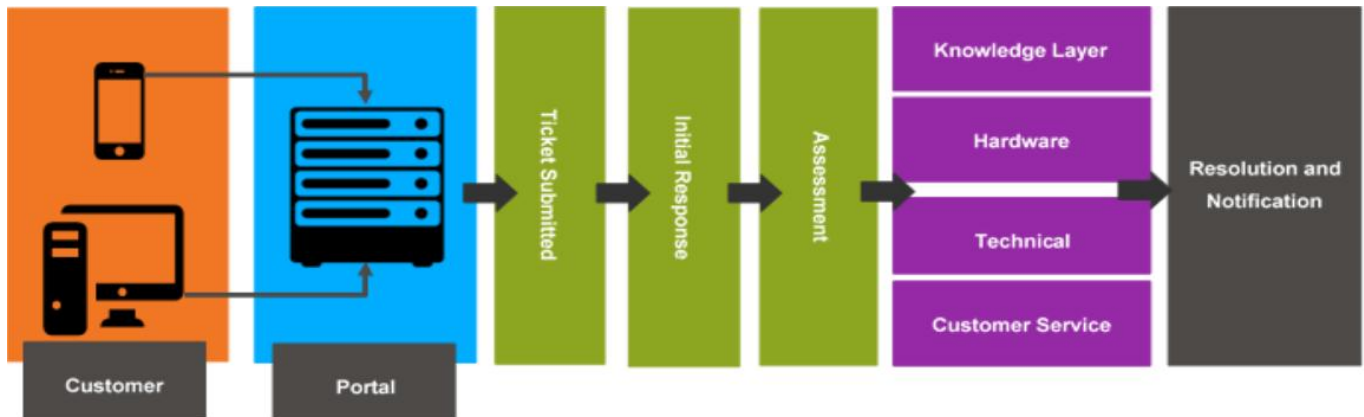 Customer
Portal
Ticket Submitted
Initial Response
Assessment
Knowledge Layer
Hardware
Technical
Customer Service
Resolution and
Notification